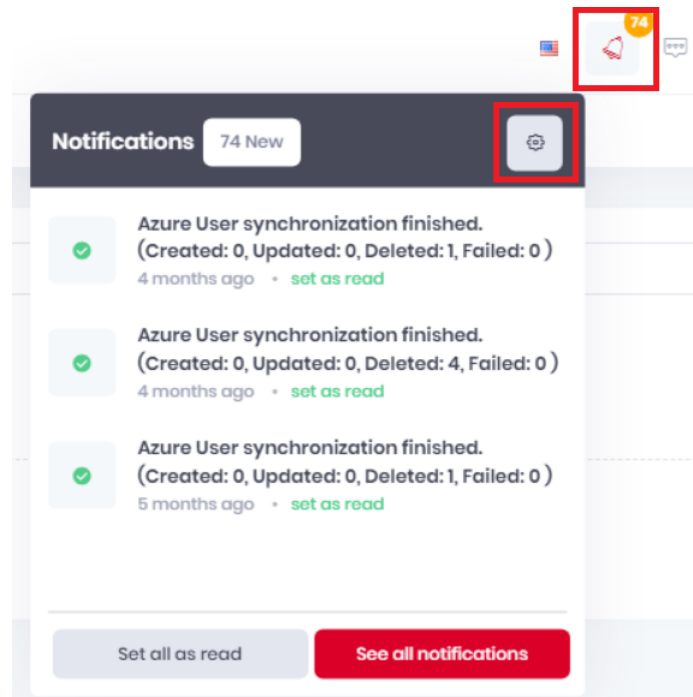 74
Notifications 74 New
Azure User synchronization finished.
(Created: 0, Updated: 0, Deleted: 1, Failed: 0 )
4 months ago • set as read
Azure User synchronization finished.
(Created: 0, Updated: 0, Deleted: 4, Failed: 0 )
4 months ago • set as read
Azure User synchronization finished.
(Created: 0, Updated: 0, Deleted: 1, Failed: 0 )
5 months ago • set as read
Set all as read See all notifications